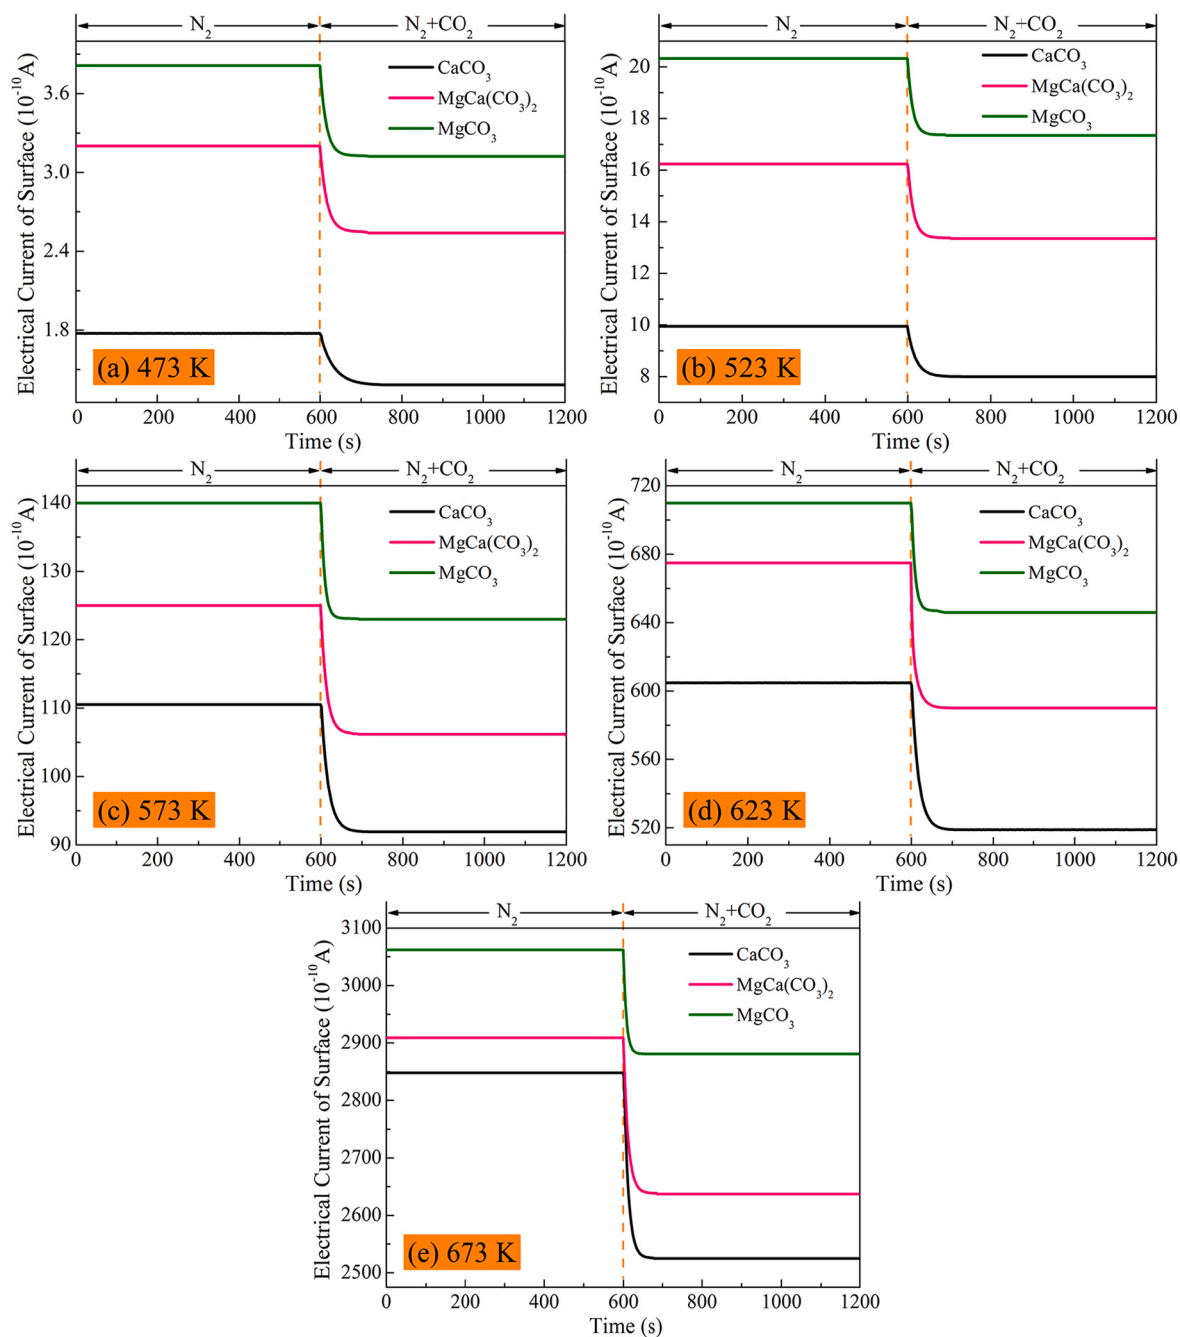 N₂ N₂+CO₂ N₂ N₂+CO₂
Electrical Current of Surface (10⁻¹⁰ A)
3.6
3.0
2.4
1.8
CaCO₃
MgCa(CO₃)₂
MgCO₃
(a) 473 K
0 200 400 600 800 1000 1200
Time (s)
Electrical Current of Surface (10⁻¹⁰ A)
20
18
16
14
12
10
8
CaCO₃
MgCa(CO₃)₂
MgCO₃
(b) 523 K
0 200 400 600 800 1000 1200
Time (s)
N₂ N₂+CO₂ N₂ N₂+CO₂
Electrical Current of Surface (10⁻¹⁰ A)
140
130
120
110
100
90
CaCO₃
MgCa(CO₃)₂
MgCO₃
(c) 573 K
0 200 400 600 800 1000 1200
Time (s)
Electrical Current of Surface (10⁻¹⁰ A)
720
680
640
600
560
520
CaCO₃
MgCa(CO₃)₂
MgCO₃
(d) 623 K
0 200 400 600 800 1000 1200
Time (s)
N₂ N₂+CO₂
Electrical Current of Surface (10⁻¹⁰ A)
3100
3000
2900
2800
2700
2600
2500
CaCO₃
MgCa(CO₃)₂
MgCO₃
(e) 673 K
0 200 400 600 800 1000 1200
Time (s)